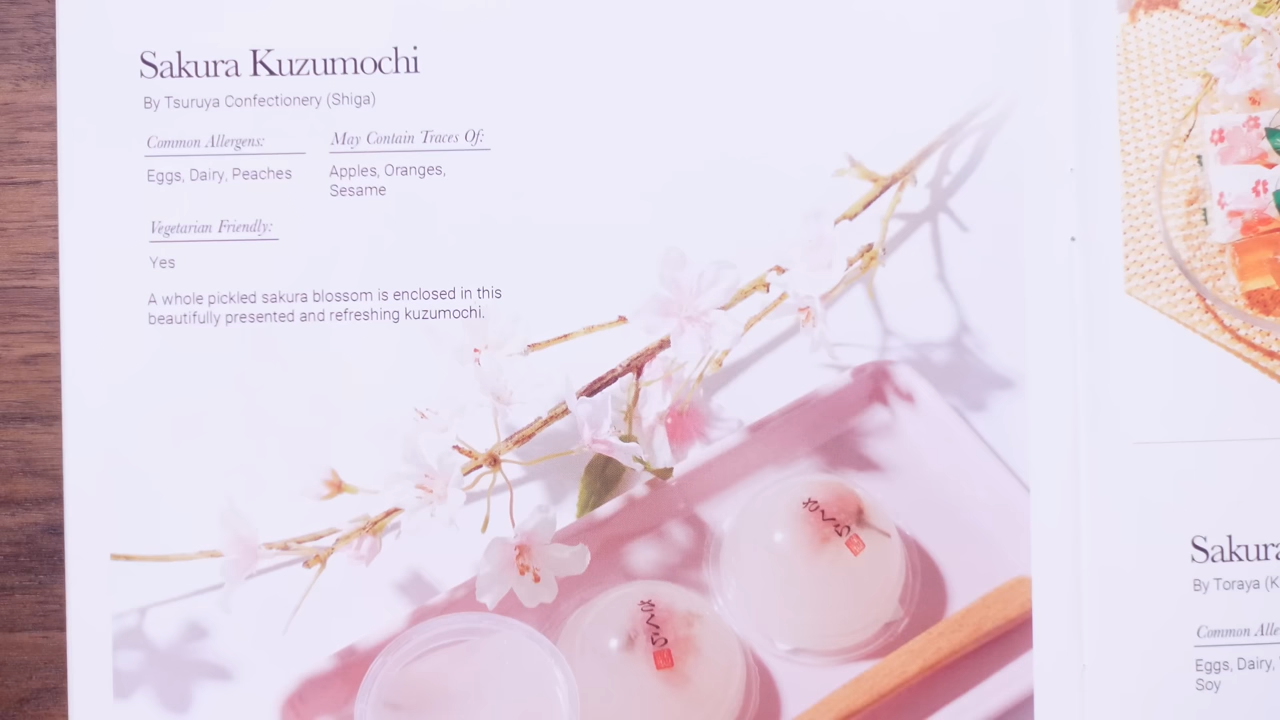 Sakura Kuzumochi
By Tsuruya Confectionery (Shiga)
Common Allergens:
Eggs, Dairy, Peaches
May Contain Traces Of:
Apples, Oranges,
Sesame
Vegetarian Friendly:
Yes
A whole pickled sakura blossom is enclosed in this
beautifully presented and refreshing kuzumochi.
さくら
さくら
By Toraya
Common
Eggs, Dairy,
Soy